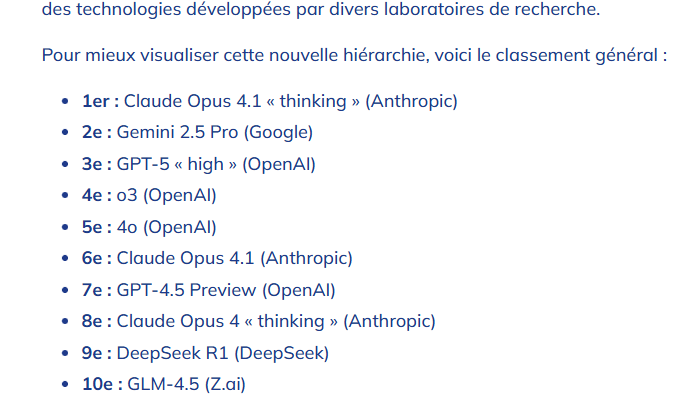 des technologies développées par divers laboratoires de recherche.
Pour mieux visualiser cette nouvelle hiérarchie, voici le classement général :
• 1er : Claude Opus 4.1 « thinking » (Anthropic)
• 2e : Gemini 2.5 Pro (Google)
• 3e : GPT-5 « high » (OpenAI)
• 4e : o3 (OpenAI)
• 5e : 4o (OpenAI)
• 6e : Claude Opus 4.1 (Anthropic)
• 7e : GPT-4.5 Preview (OpenAI)
• 8e : Claude Opus 4 « thinking » (Anthropic)
• 9e : DeepSeek R1 (DeepSeek)
• 10e : GLM-4.5 (Z.ai)